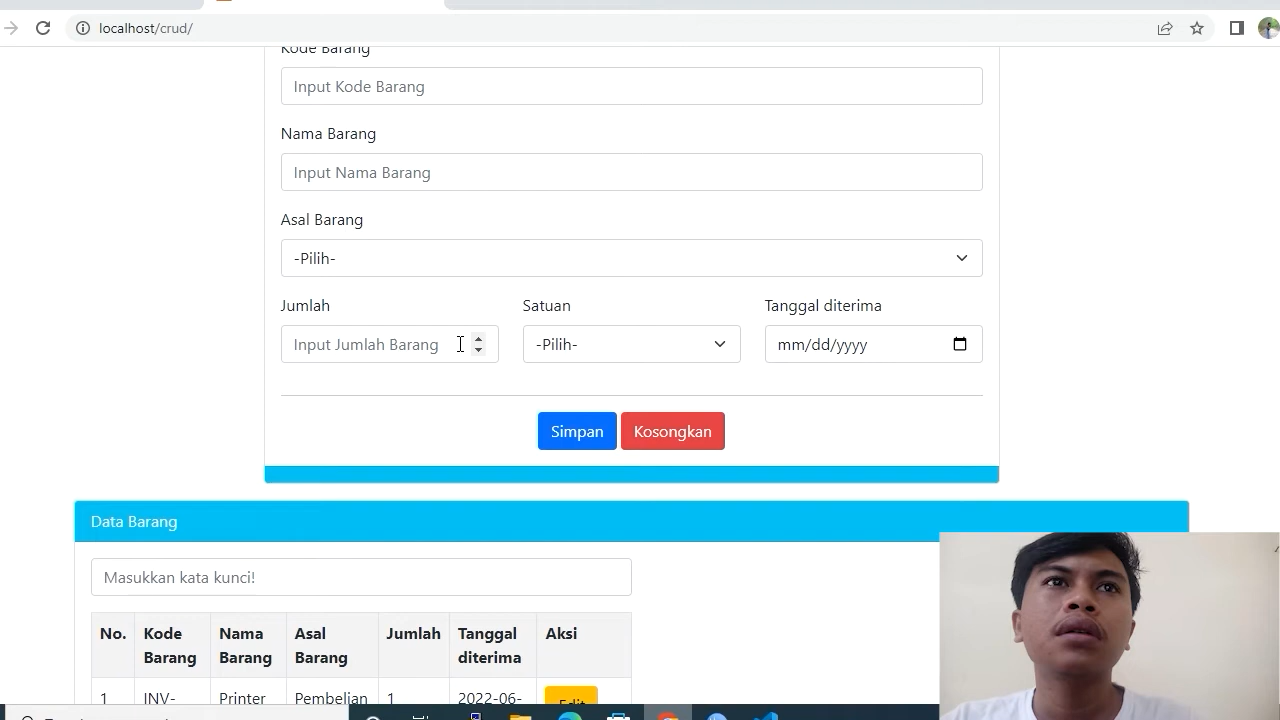 localhost/crud/
Kode Barang
Input Kode Barang
Nama Barang
Input Nama Barang
Asal Barang
-Pilih-
Jumlah Satuan Tanggal diterima
Input Jumlah Barang -Pilih- mm/dd/yyyy
Simpan Kosongkan
Data Barang
Masukkan kata kunci!
No. Kode Barang Nama Barang Asal Barang Jumlah Tanggal diterima Aksi
1 INV- Printer Pembelian 1 2022-06- Edit